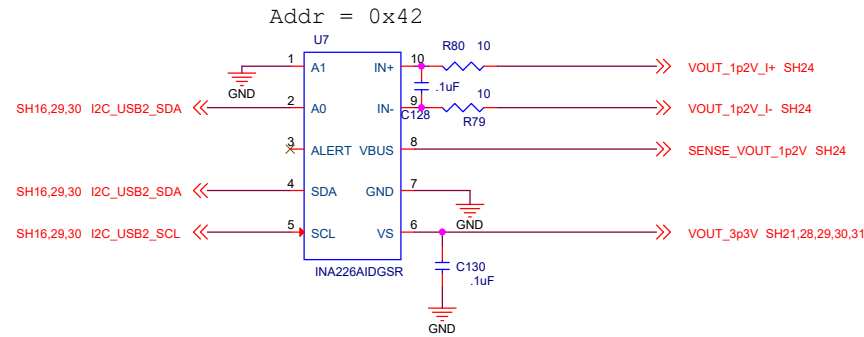 Addr = 0x42
U7
R80 10
1 A1 IN+ 10 VOUT_1p2V_I+ SH24
GND .1uF
10
SH16,29,30 I2C_USB2_SDA 2 A0 IN- 9 VOUT_1p2V_I- SH24
C128 R79
3 ALERT VBUS 8 SENSE_VOUT_1p2V SH24
SH16,29,30 I2C_USB2_SDA 4 SDA GND 7
GND
SH16,29,30 I2C_USB2_SCL 5 SCL VS 6 VOUT_3p3V SH21,28,29,30,31
INA226AIDGSR C130
.1uF
GND